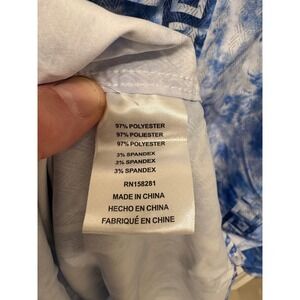 97% POLYESTER
97% POLIESTER
97% POLYESTER
3% SPANDEX
3% SPANDEX
3% SPANDEX
RN158281
MADE IN CHINA
HECHO EN CHINA
FABRIQUÉ EN CHINE